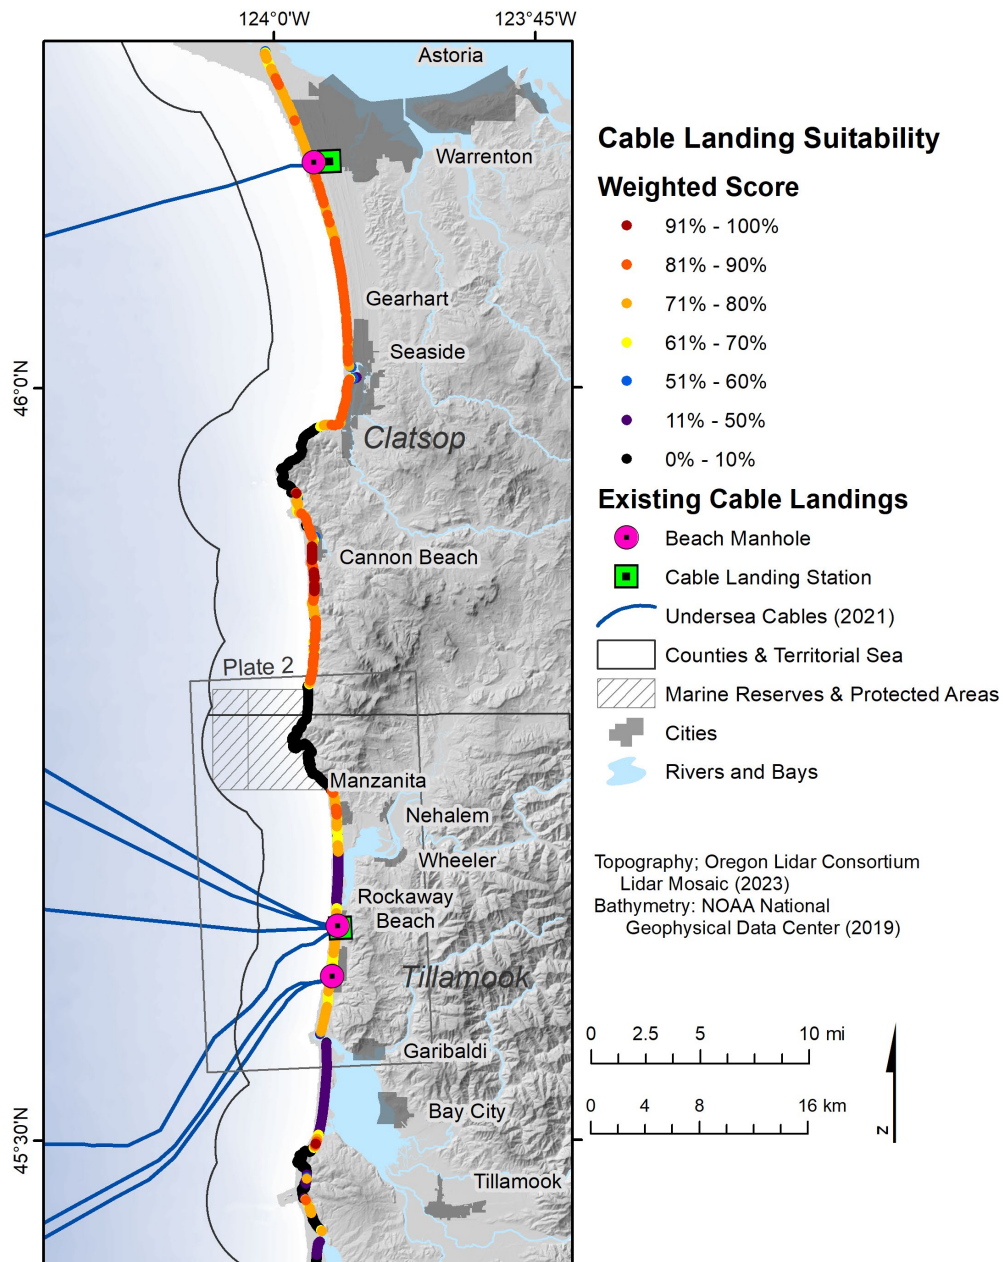 124°0'W
123°45'W
Astoria
Warrenton
Gearhart
Seaside
46°0'N
Clatsop
Cannon Beach
Plate 2
Manzanita
Nehalem
Wheeler
Rockaway
Beach
Tillamook
Garibaldi
Bay City
45°30'N
Tillamook
Cable Landing Suitability
Weighted Score
91% - 100%
81% - 90%
71% - 80%
61% - 70%
51% - 60%
11% - 50%
0% - 10%
Existing Cable Landings
Beach Manhole
Cable Landing Station
Undersea Cables (2021)
Counties & Territorial Sea
Marine Reserves & Protected Areas
Cities
Rivers and Bays
Topography; Oregon Lidar Consortium
Lidar Mosaic (2023)
Bathymetry: NOAA National
Geophysical Data Center (2019)
0 2.5 5 10 mi
0 4 8 16 km
N